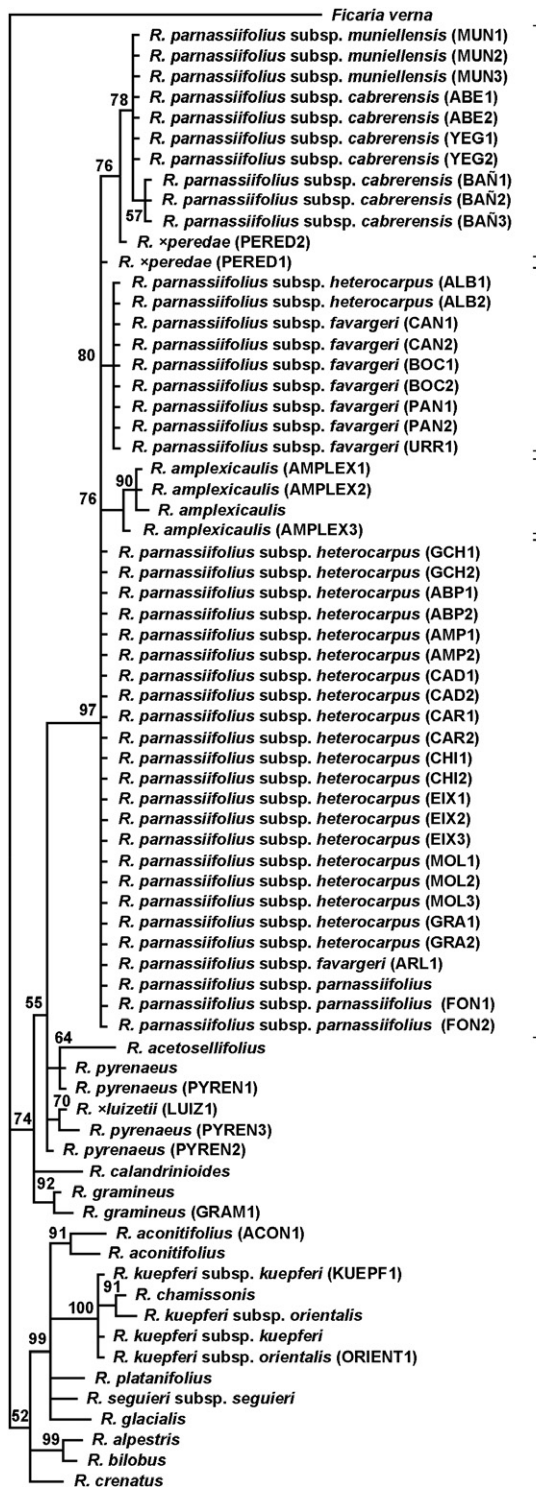 Ficaria verna
R. parnassiifolius subsp. muniellensis (MUN1)
R. parnassiifolius subsp. muniellensis (MUN2)
R. parnassiifolius subsp. muniellensis (MUN3)
78
R. parnassiifolius subsp. cabrerensis (ABE1)
R. parnassiifolius subsp. cabrerensis (ABE2)
R. parnassiifolius subsp. cabrerensis (YEG1)
76
R. parnassiifolius subsp. cabrerensis (YEG2)
R. parnassiifolius subsp. cabrerensis (BAÑ1)
R. parnassiifolius subsp. cabrerensis (BAÑ2)
57
R. parnassiifolius subsp. cabrerensis (BAÑ3)
R. ×peredae (PERED2)
R. ×peredae (PERED1)
R. parnassiifolius subsp. heterocarpus (ALB1)
R. parnassiifolius subsp. heterocarpus (ALB2)
R. parnassiifolius subsp. favargeri (CAN1)
R. parnassiifolius subsp. favargeri (CAN2)
80
R. parnassiifolius subsp. favargeri (BOC1)
R. parnassiifolius subsp. favargeri (BOC2)
R. parnassiifolius subsp. favargeri (PAN1)
R. parnassiifolius subsp. favargeri (PAN2)
R. parnassiifolius subsp. favargeri (URR1)
R. amplexicaulis (AMPLEX1)
90
R. amplexicaulis (AMPLEX2)
76
R. amplexicaulis
R. amplexicaulis (AMPLEX3)
R. parnassiifolius subsp. heterocarpus (GCH1)
R. parnassiifolius subsp. heterocarpus (GCH2)
R. parnassiifolius subsp. heterocarpus (ABP1)
R. parnassiifolius subsp. heterocarpus (ABP2)
R. parnassiifolius subsp. heterocarpus (AMP1)
R. parnassiifolius subsp. heterocarpus (AMP2)
R. parnassiifolius subsp. heterocarpus (CAD1)
R. parnassiifolius subsp. heterocarpus (CAD2)
97
R. parnassiifolius subsp. heterocarpus (CAR1)
R. parnassiifolius subsp. heterocarpus (CAR2)
R. parnassiifolius subsp. heterocarpus (CHI1)
R. parnassiifolius subsp. heterocarpus (CHI2)
R. parnassiifolius subsp. heterocarpus (EIX1)
R. parnassiifolius subsp. heterocarpus (EIX2)
R. parnassiifolius subsp. heterocarpus (EIX3)
R. parnassiifolius subsp. heterocarpus (MOL1)
R. parnassiifolius subsp. heterocarpus (MOL2)
R. parnassiifolius subsp. heterocarpus (MOL3)
R. parnassiifolius subsp. heterocarpus (GRA1)
R. parnassiifolius subsp. heterocarpus (GRA2)
R. parnassiifolius subsp. favargeri (ARL1)
R. parnassiifolius subsp. parnassiifolius
55
R. parnassiifolius subsp. parnassiifolius (FON1)
R. parnassiifolius subsp. parnassiifolius (FON2)
64
R. acetosellifolius
R. pyrenaeus
R. pyrenaeus (PYREN1)
70
R. ×luizetii (LUIZ1)
74
R. pyrenaeus (PYREN3)
R. pyrenaeus (PYREN2)
R. calandrinioides
92
R. gramineus
R. gramineus (GRAM1)
91
R. aconitifolius (ACON1)
R. aconitifolius
R. kuepferi subsp. kuepferi (KUEPF1)
91
R. chamissonis
100
R. kuepferi subsp. orientalis
99
R. kuepferi subsp. kuepferi
R. kuepferi subsp. orientalis (ORIENT1)
R. platanifolius
R. seguieri subsp. seguieri
52
R. glacialis
99
R. alpestris
R. bilobus
R. crenatus